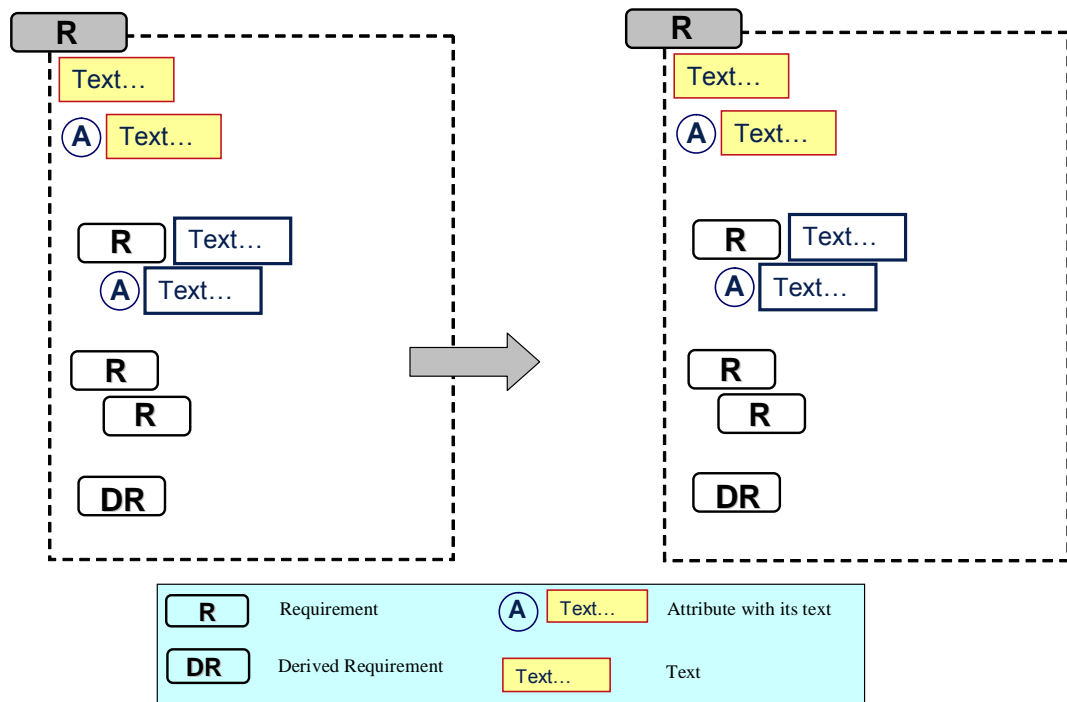 R
Text...
A Text...
R Text...
A Text...
R
R
DR
R
Text...
A Text...
R Text...
A Text...
R
R
DR
R Requirement A Text... Attribute with its text
DR Derived Requirement Text... Text